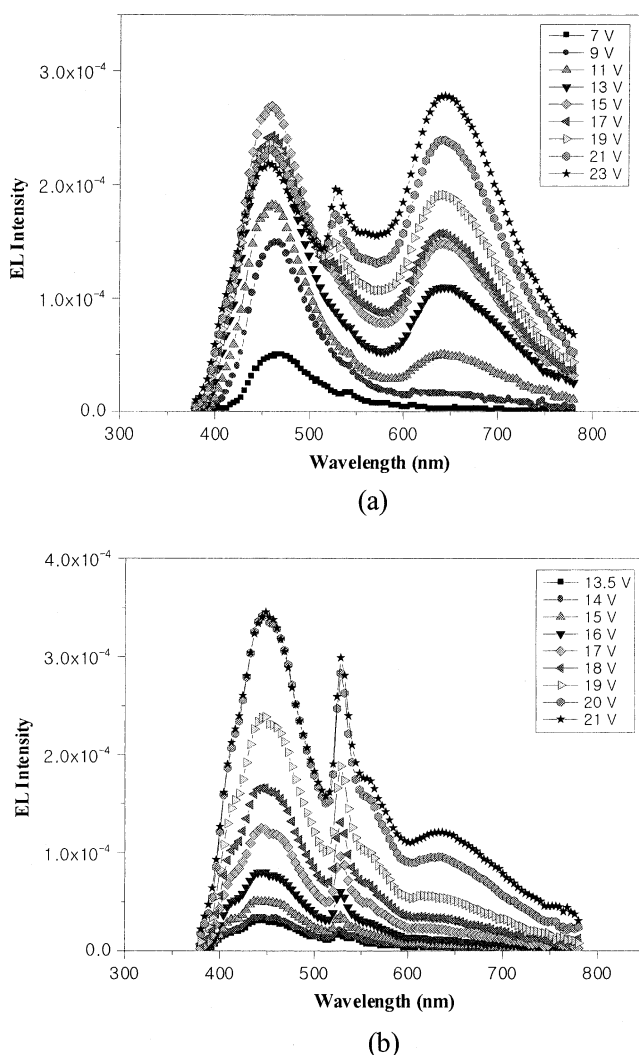 7 V
9 V
11 V
13 V
15 V
17 V
19 V
21 V
23 V
3.0x10⁻⁴
2.0x10⁻⁴
1.0x10⁻⁴
0.0
EL Intensity
300 400 500 600 700 800
Wavelength (nm)
(a)
13.5 V
14 V
15 V
16 V
17 V
18 V
19 V
20 V
21 V
4.0x10⁻⁴
3.0x10⁻⁴
2.0x10⁻⁴
1.0x10⁻⁴
0.0
EL Intensity
300 400 500 600 700 800
Wavelength (nm)
(b)